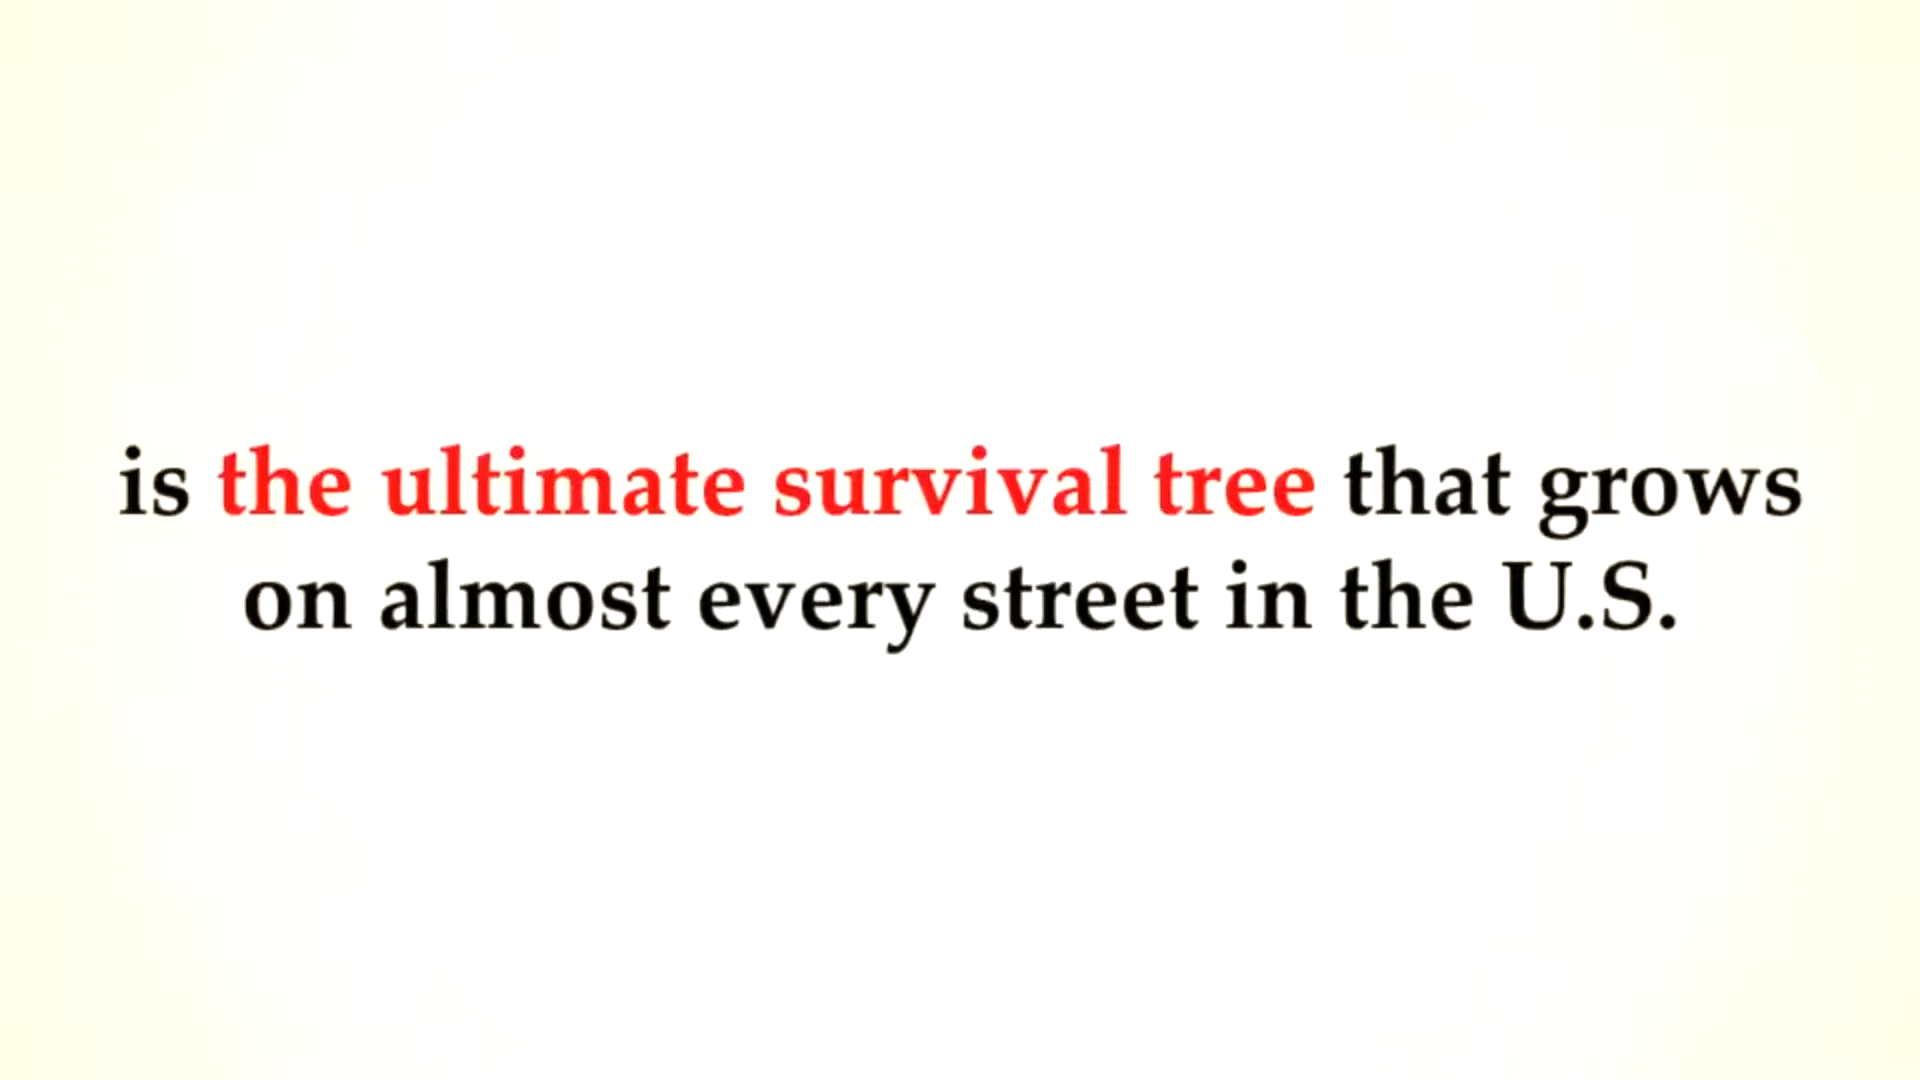 is the ultimate survival tree that grows
on almost every street in the U.S.